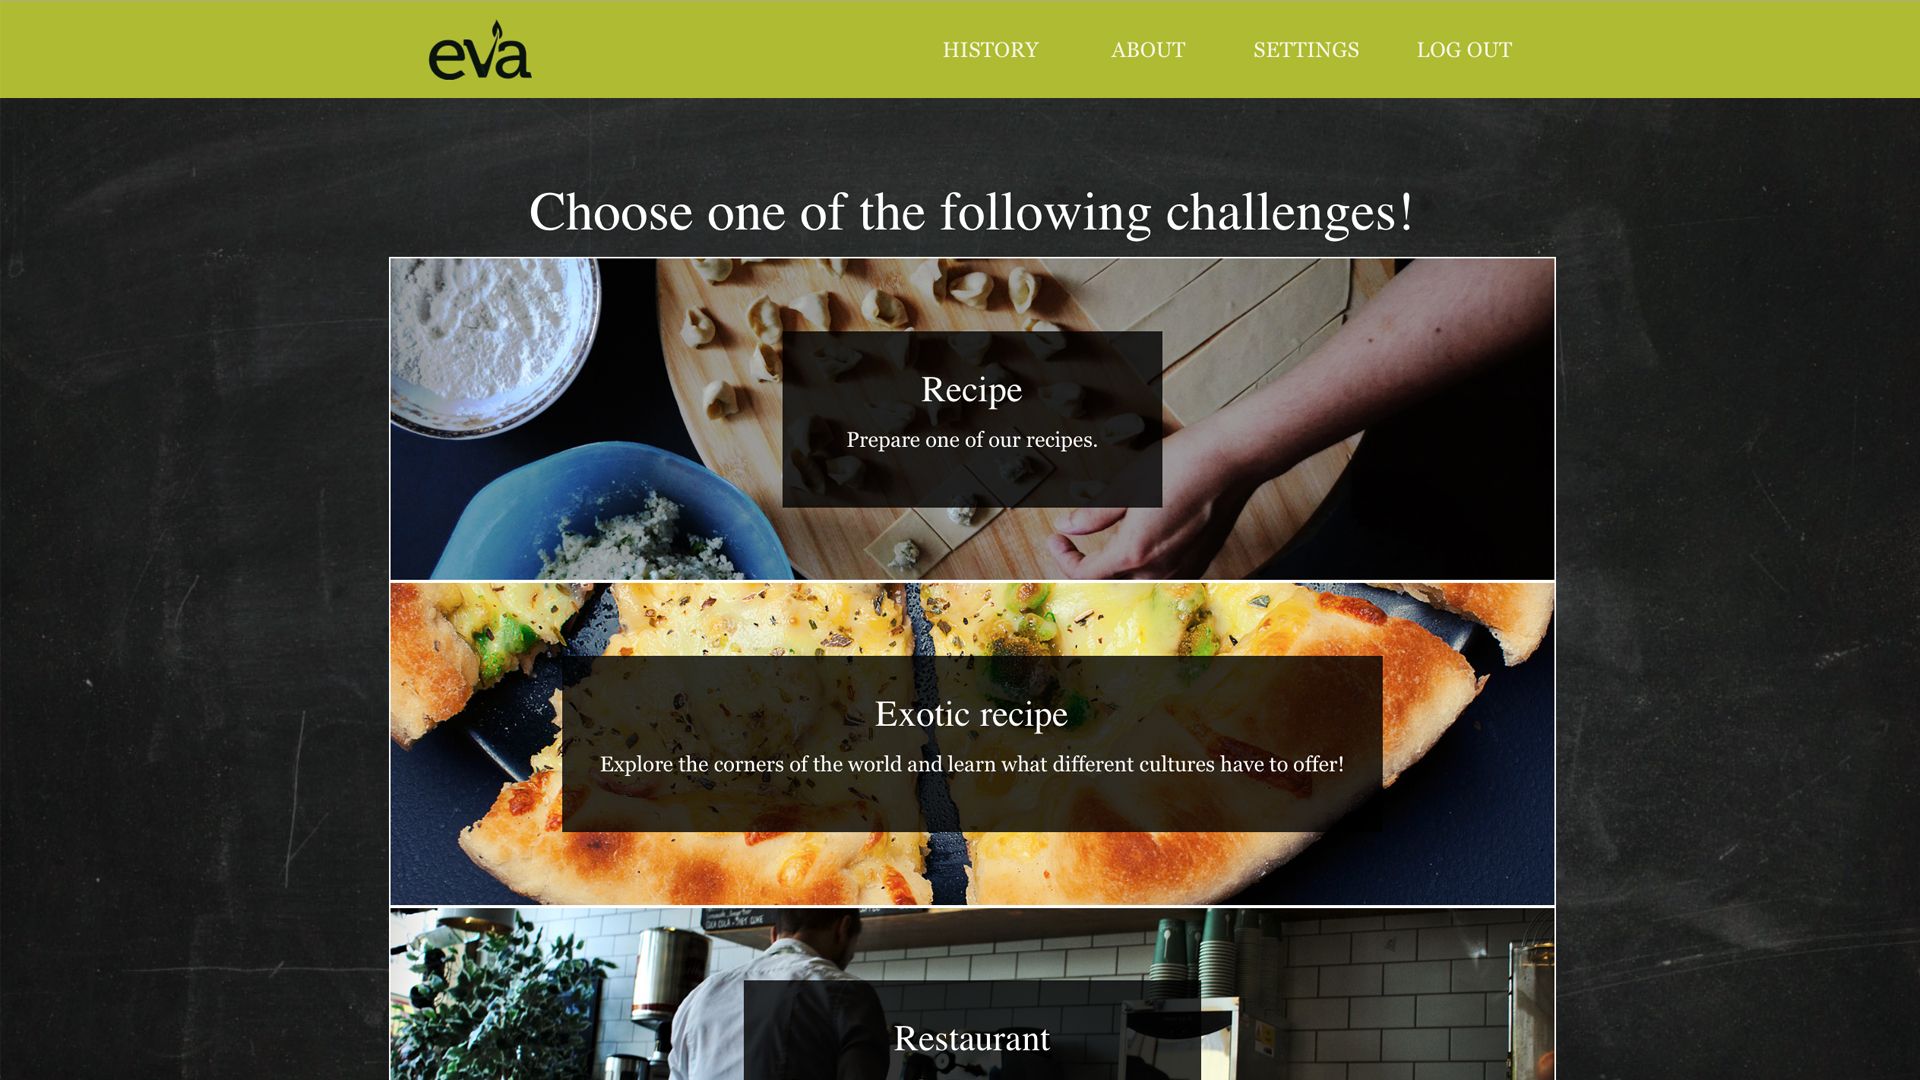 eva
HISTORY ABOUT SETTINGS LOG OUT
Choose one of the following challenges!
Recipe
Prepare one of our recipes.
Exotic recipe
Explore the corners of the world and learn what different cultures have to offer!
Restaurant